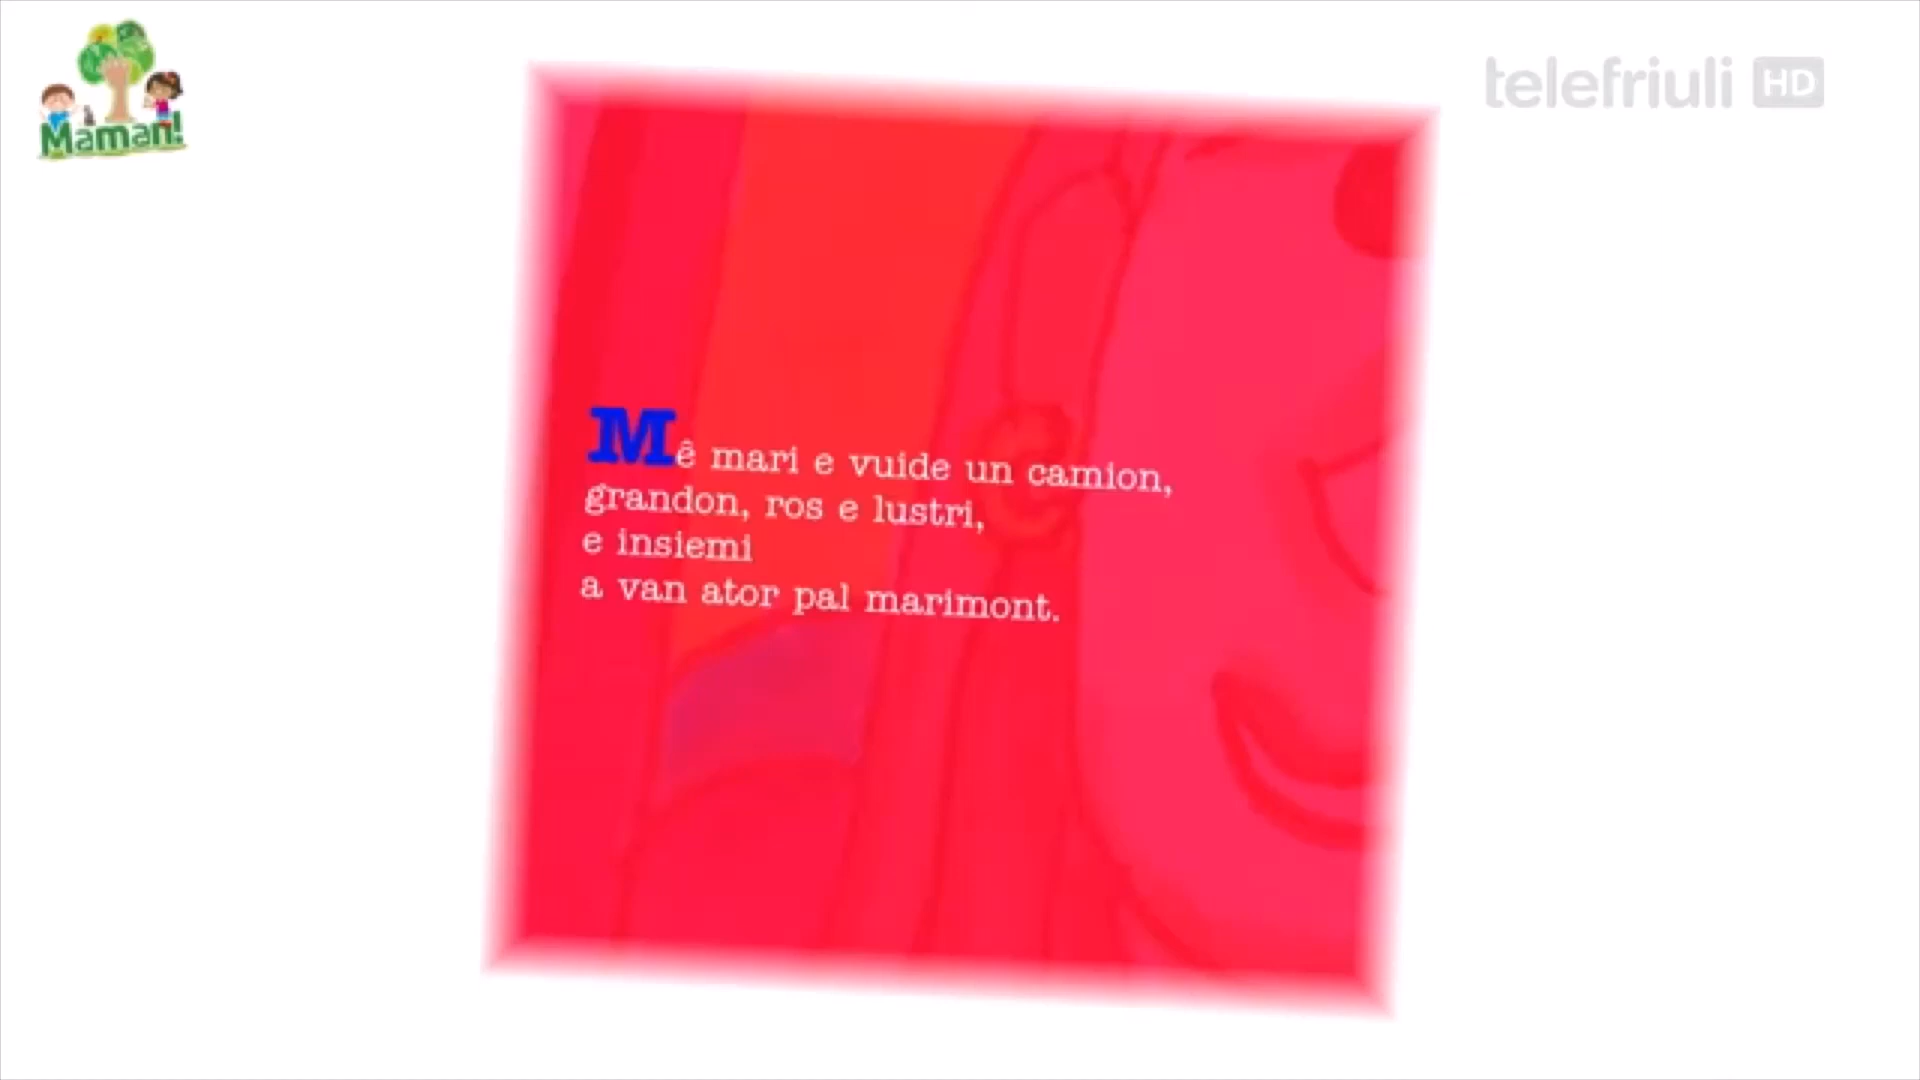 Maman!
telefriuli HD
Mê mari e vuide un camion,
grandon, ros e lustri,
e insiemi
a van ator pal marimont.